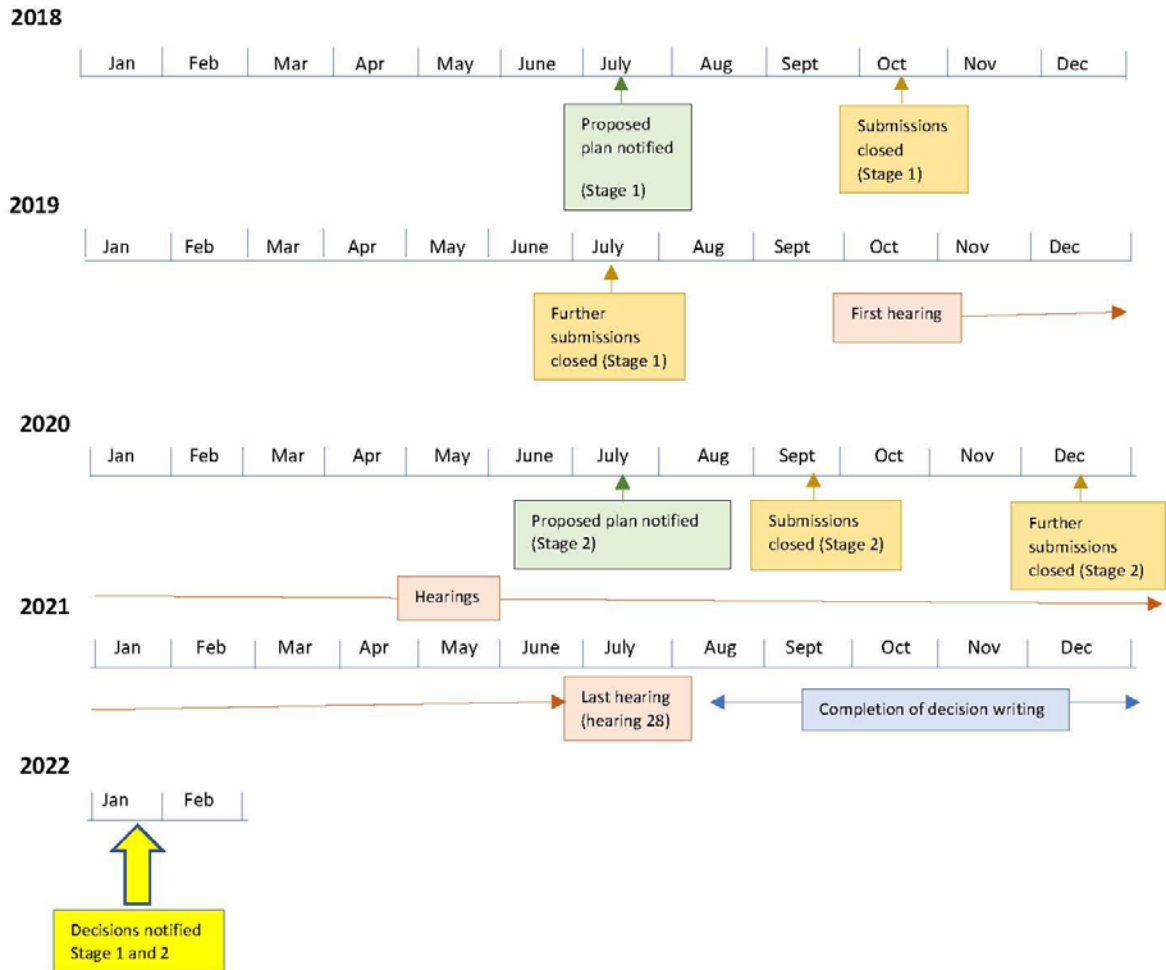 2018
Jan Feb Mar Apr May June July Aug Sept Oct Nov Dec
Proposed
plan notified
(Stage 1)
Submissions
closed
(Stage 1)
2019
Jan Feb Mar Apr May June July Aug Sept Oct Nov Dec
Further
submissions
closed (Stage 1)
First hearing
2020
Jan Feb Mar Apr May June July Aug Sept Oct Nov Dec
Proposed plan notified
(Stage 2)
Submissions
closed (Stage 2)
Further
submissions
closed (Stage 2)
Hearings
2021
Jan Feb Mar Apr May June July Aug Sept Oct Nov Dec
Last hearing
(hearing 28)
Completion of decision writing
2022
Jan Feb
Decisions notified
Stage 1 and 2